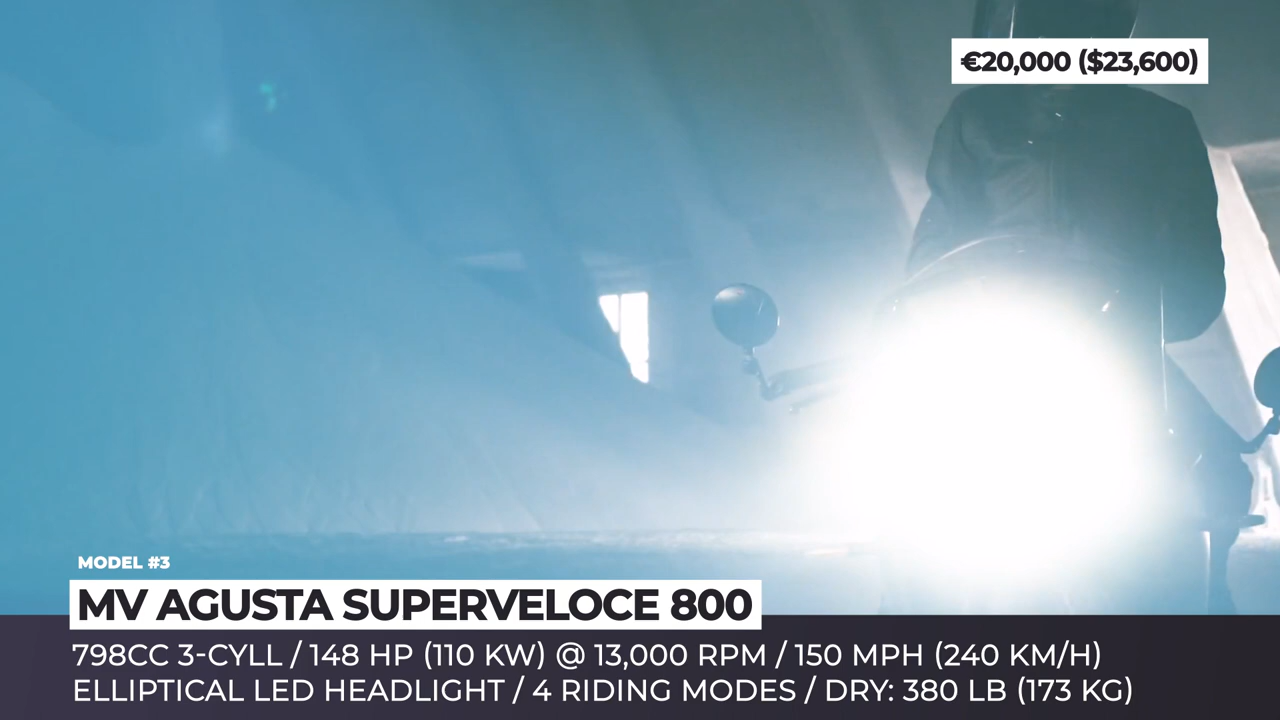 €20,000 ($23,600)
MODEL #3
MV AGUSTA SUPERVELOCE 800
798CC 3-CYLL / 148 HP (110 KW) @ 13,000 RPM / 150 MPH (240 KM/H)
ELLIPTICAL LED HEADLIGHT / 4 RIDING MODES / DRY: 380 LB (173 KG)